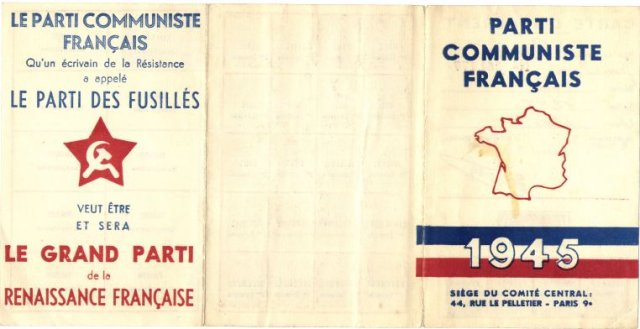 LE PARTI COMMUNISTE
FRANÇAIS
Qu'un écrivain de la Résistance
a appelé
LE PARTI DES FUSILLÉS
VEUT ÊTRE
ET SERA
LE GRAND PARTI
de la
RENAISSANCE FRANÇAISE
PARTI
COMMUNISTE
FRANÇAIS
1945
SIÈGE DU COMITÉ CENTRAL:
44, RUE LE PELLETIER - PARIS 9e